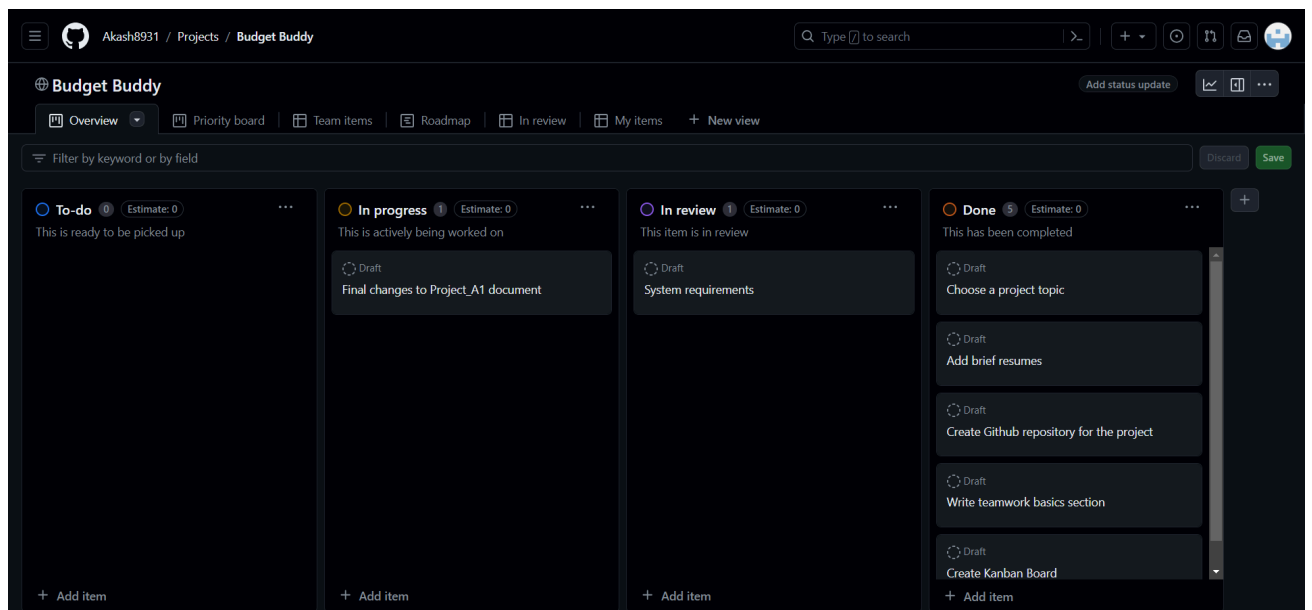 Akash8931 / Projects / Budget Buddy
Type / to search
Budget Buddy
Add status update
Overview
Priority board
Team items
Roadmap
In review
My items
+ New view
Filter by keyword or by field
Discard
Save
To-do 0 Estimate: 0
This is ready to be picked up
+ Add item
In progress 1 Estimate: 0
This is actively being worked on
Draft
Final changes to Project_A1 document
+ Add item
In review 1 Estimate: 0
This item is in review
Draft
System requirements
+ Add item
Done 5 Estimate: 0
This has been completed
Draft
Choose a project topic
Draft
Add brief resumes
Draft
Create Github repository for the project
Draft
Write teamwork basics section
Draft
Create Kanban Board
+ Add item